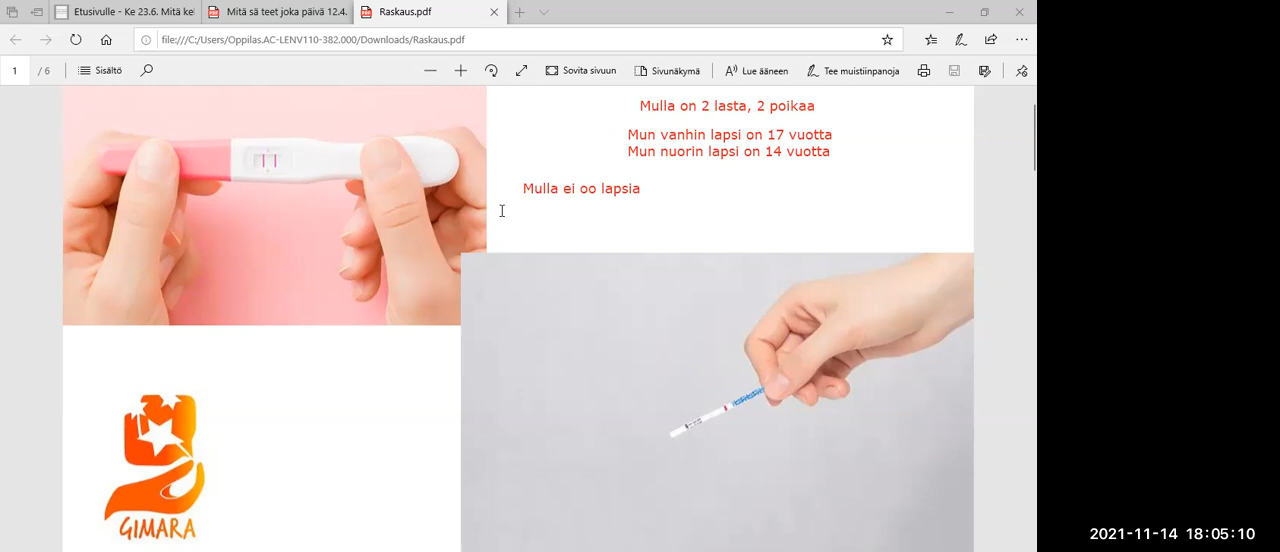 Etusivulle - Ke 23.6. Mitä ke
Mitä sä teet joka päivä 12.4.
Raskaus.pdf
file:///C:/Users/Oppilas.AC-LENV110-382.000/Downloads/Raskaus.pdf
1 / 6
Sisältö
Sovita sivuun
Sivunäkymä
Lue ääneen
Tee muistiinpanoja
Mulla on 2 lasta, 2 poikaa
Mun vanhin lapsi on 17 vuotta
Mun nuorin lapsi on 14 vuotta
Mulla ei oo lapsia
GIMARA
2021-11-14 18:05:10